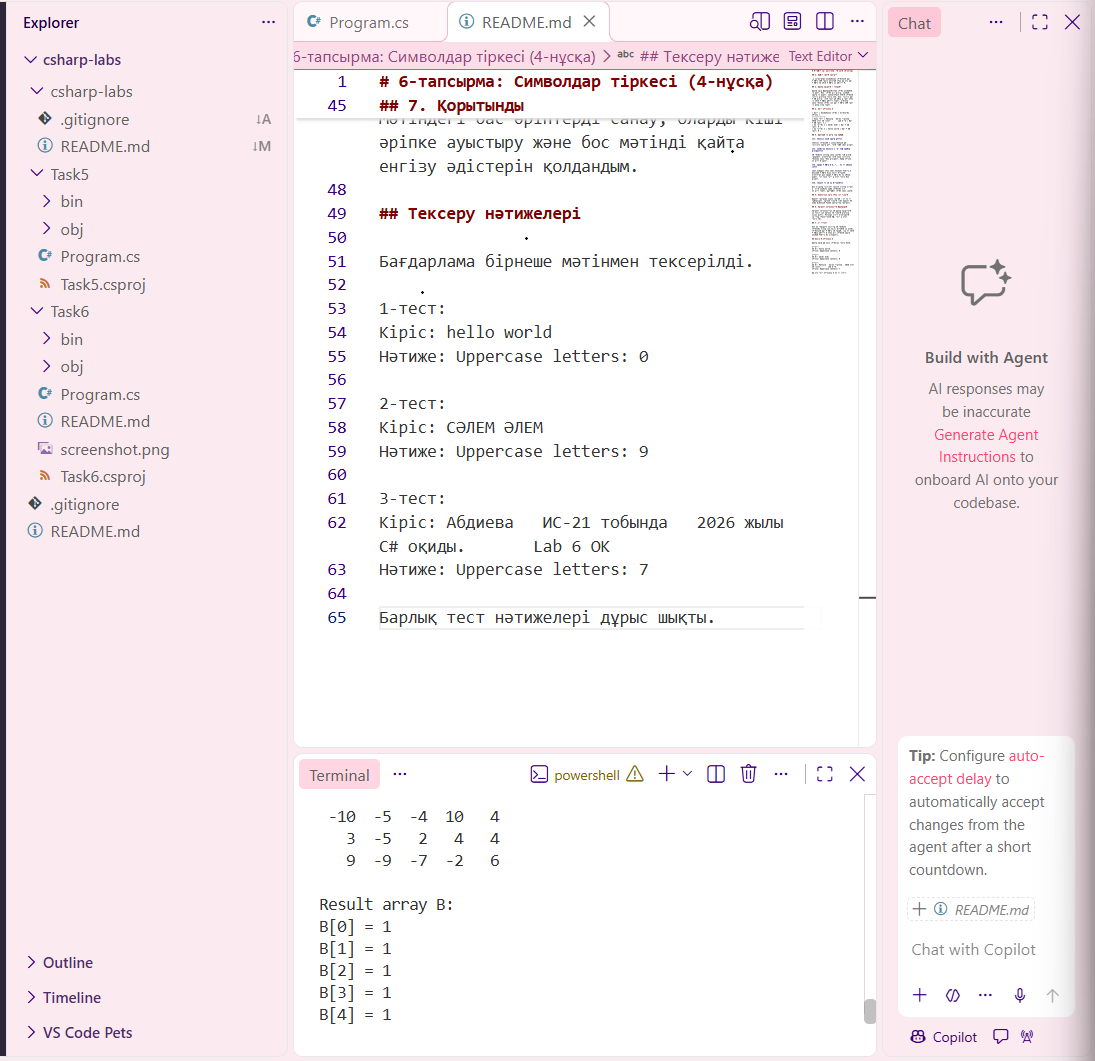 Explorer
csharp-labs
csharp-labs
.gitignore ↓A
README.md ↓M
Task5
bin
obj
Program.cs
Task5.csproj
Task6
bin
obj
Program.cs
README.md
screenshot.png
Task6.csproj
.gitignore
README.md
Outline
Timeline
VS Code Pets
Program.cs
README.md
6-тапсырма: Символдар тіркесі (4-нұсқа) > abc ## Тексеру нәтиже
Text Editor
1 # 6-тапсырма: Символдар тіркесі (4-нұсқа)
45 ## 7. Қорытынды
Мәтіндегі бас әріптерді санау, оларды кіші
әріпке ауыстыру және бос мәтінді қайта
енгізу әдістерін қолдандым.
48
49 ## Тексеру нәтижелері
50
51 Бағдарлама бірнеше мәтінмен тексерілді.
52
53 1-тест:
54 Кіріс: hello world
55 Нәтиже: Uppercase letters: 0
56
57 2-тест:
58 Кіріс: СӘЛЕМ ӘЛЕМ
59 Нәтиже: Uppercase letters: 9
60
61 3-тест:
62 Кіріс: Абдиева   ИС-21 тобында   2026 жылы
C# оқиды.       Lab 6 OK
63 Нәтиже: Uppercase letters: 7
64
65 Барлық тест нәтижелері дұрыс шықты.
Terminal
powershell
-10 -5 -4 10 4
3 -5 2 4 4
9 -9 -7 -2 6
Result array B:
B[0] = 1
B[1] = 1
B[2] = 1
B[3] = 1
B[4] = 1
Chat
Build with Agent
AI responses may
be inaccurate
Generate Agent
Instructions to
onboard AI onto your
codebase.
Tip: Configure auto-
accept delay to
automatically accept
changes from the
agent after a short
countdown.
README.md
Chat with Copilot
Copilot